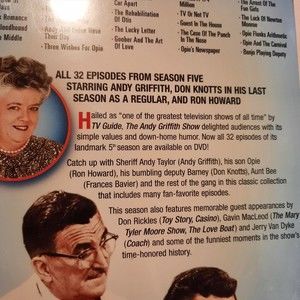 Car Apart
Million
The Arrest Of The
The Rehabilitation
TV Or Not TV
Fun Girls
Of Otis
Guest In The House
The Luck Of Newton
The Lucky Letter
The Case Of The Punch
Monroe
Goober And The Art
In The Nose
Opie Flunks Arithmetic
Three Wishes For Opie
Of Love
Opie's Newspaper
Opie And The Carnival
Banjo Playing Deputy
ALL 32 EPISODES FROM SEASON FIVE
STARRING ANDY GRIFFITH, DON KNOTTS IN HIS LAST
SEASON AS A REGULAR, AND RON HOWARD
Hailed as "one of the greatest television shows of all time" by
TV Guide, The Andy Griffith Show delighted audiences with its
simple values and down-home humor. Now all 32 episodes of its
landmark 5th season are available on DVD!
Catch up with Sheriff Andy Taylor (Andy Griffith), his son Opie
(Ron Howard), his bumbling deputy Barney (Don Knotts), Aunt Bee
(Frances Bavier) and the rest of the gang in this classic collection
that includes many fan-favorite episodes.
This season also features memorable guest appearances by
Don Rickles (Toy Story, Casino), Gavin MacLeod (The Mary
Tyler Moore Show, The Love Boat) and Jerry Van Dyke
(Coach) and some of the funniest moments in the show's
time-honored history.